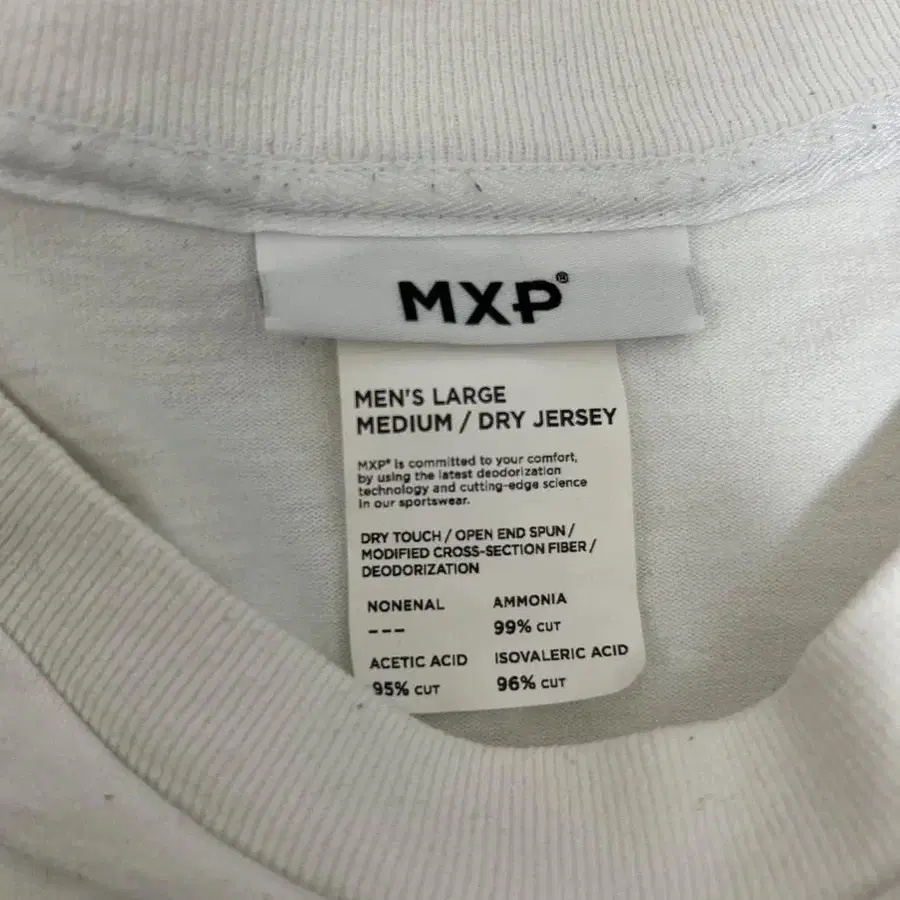 MXP®
MEN'S LARGE
MEDIUM / DRY JERSEY
MXP® is committed to your comfort,
by using the latest deodorization
technology and cutting-edge science
in our sportswear.
DRY TOUCH / OPEN END SPUN /
MODIFIED CROSS-SECTION FIBER /
DEODORIZATION
NONENAL AMMONIA
--- 99% CUT
ACETIC ACID ISOVALERIC ACID
95% CUT 96% CUT